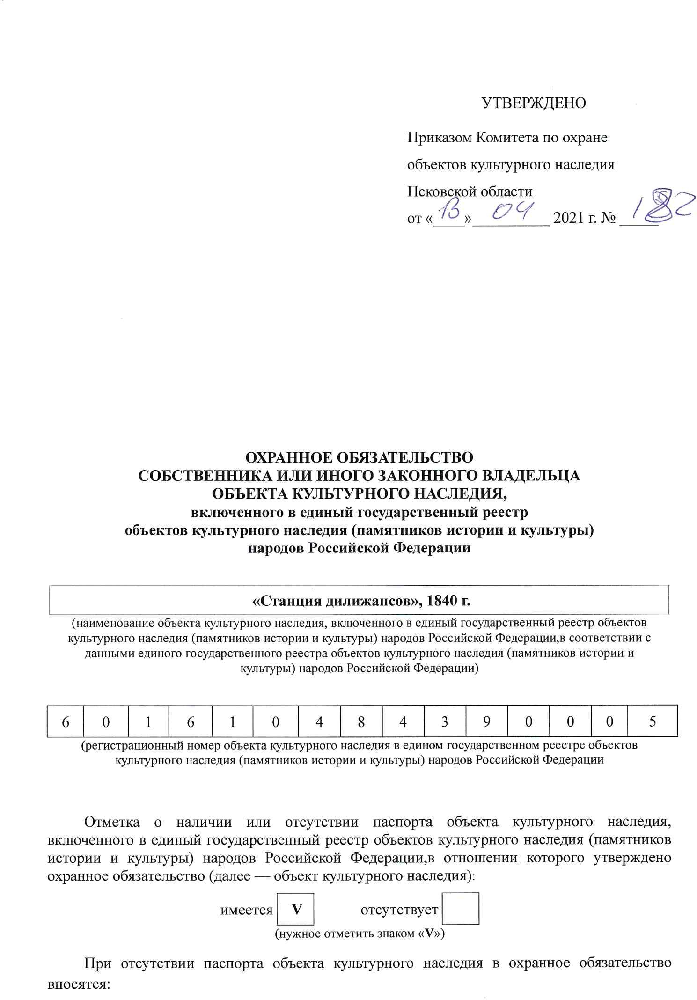 УТВЕРЖДЕНО
Приказом Комитета по охране
объектов культурного наследия
Псковской области
от «13» 04 2021 г. № 182
ОХРАННОЕ ОБЯЗАТЕЛЬСТВО
СОБСТВЕННИКА ИЛИ ИНОГО ЗАКОННОГО ВЛАДЕЛЬЦА
ОБЪЕКТА КУЛЬТУРНОГО НАСЛЕДИЯ,
включенного в единый государственный реестр
объектов культурного наследия (памятников истории и культуры)
народов Российской Федерации
«Станция дилижансов», 1840 г.
(наименование объекта культурного наследия, включенного в единый государственный реестр объектов
культурного наследия (памятников истории и культуры) народов Российской Федерации,в соответствии с
данными единого государственного реестра объектов культурного наследия (памятников истории и
культуры) народов Российской Федерации)
6 0 1 6 1 0 4 8 4 3 9 0 0 0 5
(регистрационный номер объекта культурного наследия в едином государственном реестре объектов
культурного наследия (памятников истории и культуры) народов Российской Федерации
Отметка о наличии или отсутствии паспорта объекта культурного наследия,
включенного в единый государственный реестр объектов культурного наследия (памятников
истории и культуры) народов Российской Федерации,в отношении которого утверждено
охранное обязательство (далее — объект культурного наследия):
имеется V отсутствует
(нужное отметить знаком «V»)
При отсутствии паспорта объекта культурного наследия в охранное обязательство
вносятся: